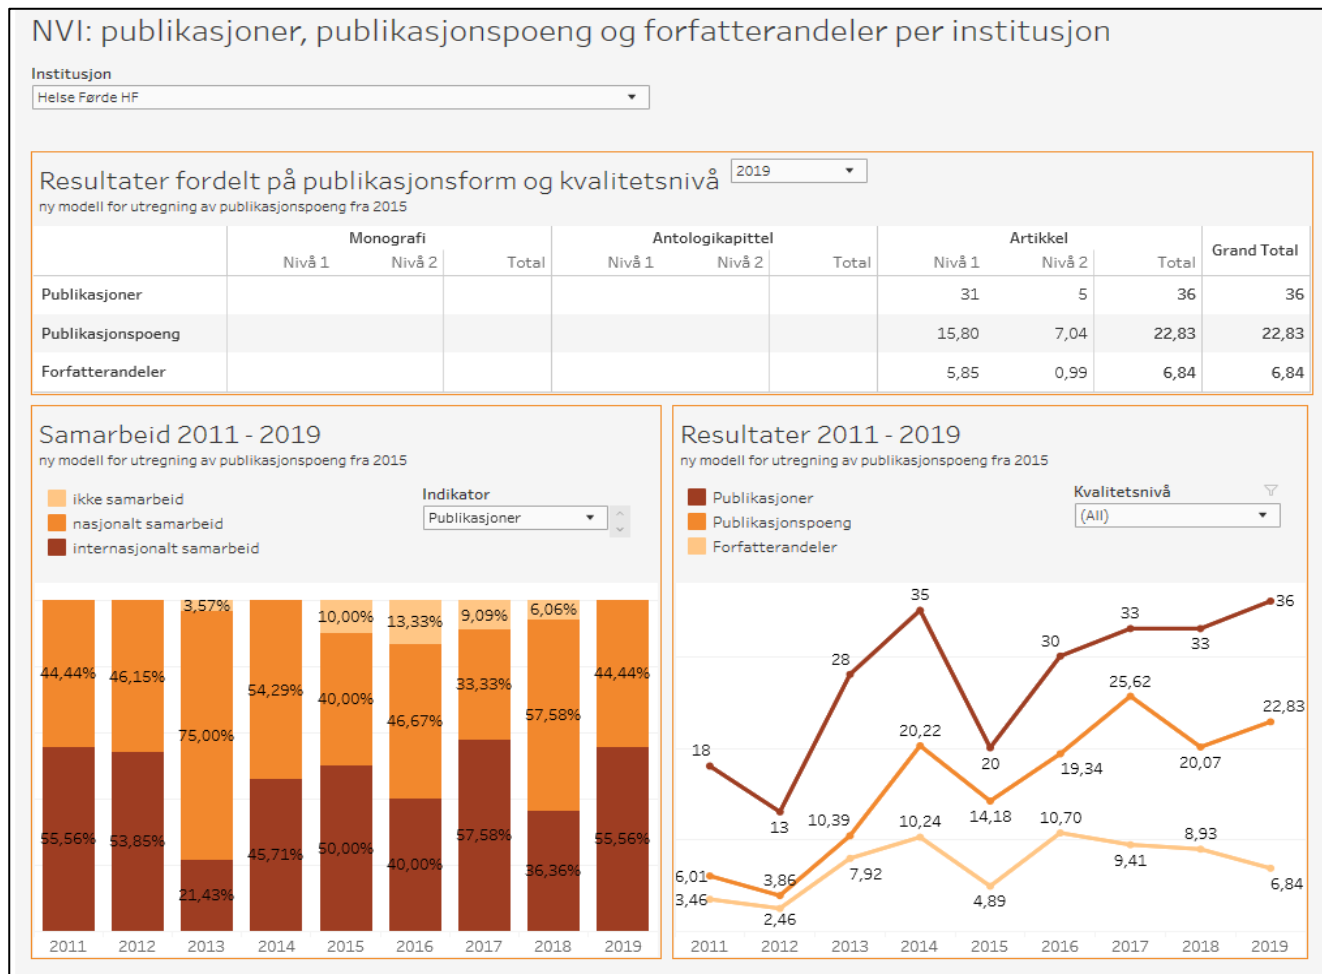 NVI: publikasjoner, publikasjonspoeng og forfatterandeler per institusjon
Institusjon
Helse Førde HF
Resultater fordelt på publikasjonsform og kvalitetsnivå 2019
ny modell for utregning av publikasjonspoeng fra 2015
Monografi Antologikapittel Artikkel Grand Total
Nivå 1 Nivå 2 Total Nivå 1 Nivå 2 Total Nivå 1 Nivå 2 Total
Publikasjoner 31 5 36 36
Publikasjonspoeng 15,80 7,04 22,83 22,83
Forfatterandeler 5,85 0,99 6,84 6,84
Samarbeid 2011 - 2019
ny modell for utregning av publikasjonspoeng fra 2015
ikke samarbeid
nasjonalt samarbeid
internasjonalt samarbeid
Indikator
Publikasjoner
3,57% 10,00% 13,33% 9,09% 6,06%
44,44% 46,15% 75,00% 54,29% 40,00% 46,67% 33,33% 57,58% 44,44%
55,56% 53,85% 21,43% 45,71% 50,00% 40,00% 57,58% 36,36% 55,56%
2011 2012 2013 2014 2015 2016 2017 2018 2019
Resultater 2011 - 2019
ny modell for utregning av publikasjonspoeng fra 2015
Publikasjoner
Publikasjonspoeng
Forfatterandeler
Kvalitetsnivå
(All)
18 13 28 35 20 30 33 33 36
6,01 3,86 10,39 20,22 14,18 19,34 25,62 20,07 22,83
3,46 2,46 7,92 10,24 4,89 10,70 9,41 8,93 6,84
2011 2012 2013 2014 2015 2016 2017 2018 2019